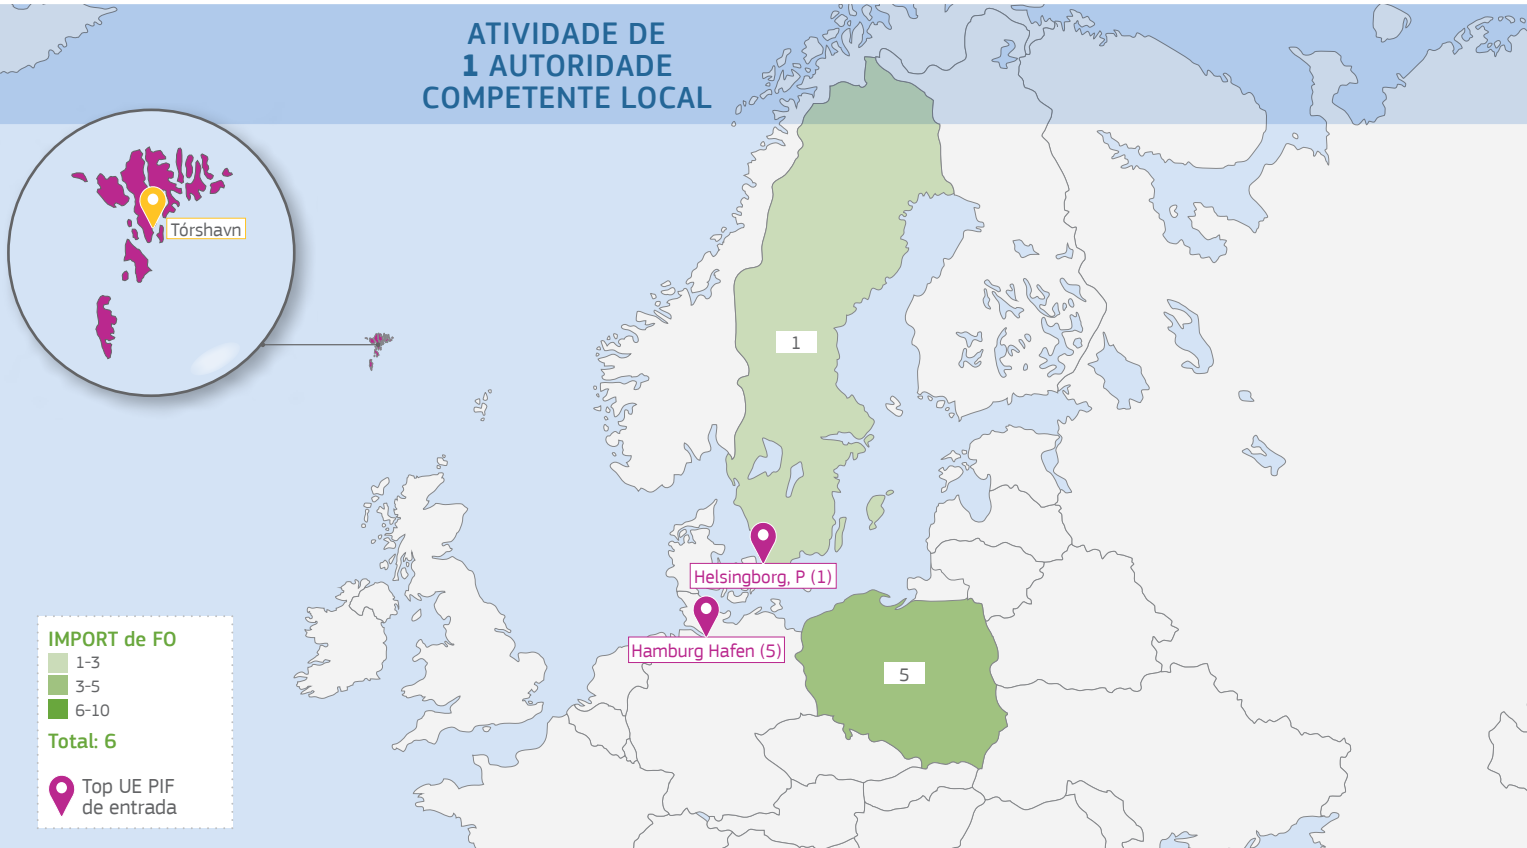 ATIVIDADE DE
1 AUTORIDADE
COMPETENTE LOCAL
Tórshavn
1
Helsingborg, P (1)
Hamburg Hafen (5)
5
IMPORT de FO
1-3
3-5
6-10
Total: 6
Top UE PIF
de entrada